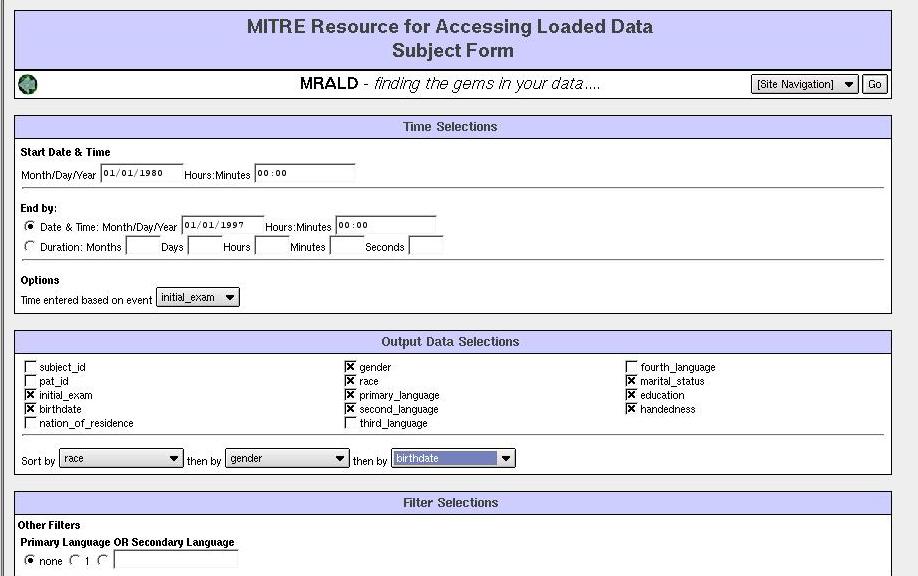 MITRE Resource for Accessing Loaded Data
Subject Form
MRALD - finding the gems in your data....
[Site Navigation] Go
Time Selections
Start Date & Time
Month/Day/Year 01/01/1980 Hours:Minutes 00:00
End by:
Date & Time: Month/Day/Year 01/01/1997 Hours:Minutes 00:00
Duration: Months Days Hours Minutes Seconds
Options
Time entered based on event initial_exam
Output Data Selections
subject_id gender fourth_language
pat_id race marital_status
initial_exam primary_language education
birthdate second_language handedness
nation_of_residence third_language
Sort by race then by gender then by birthdate
Filter Selections
Other Filters
Primary Language OR Secondary Language
none 1